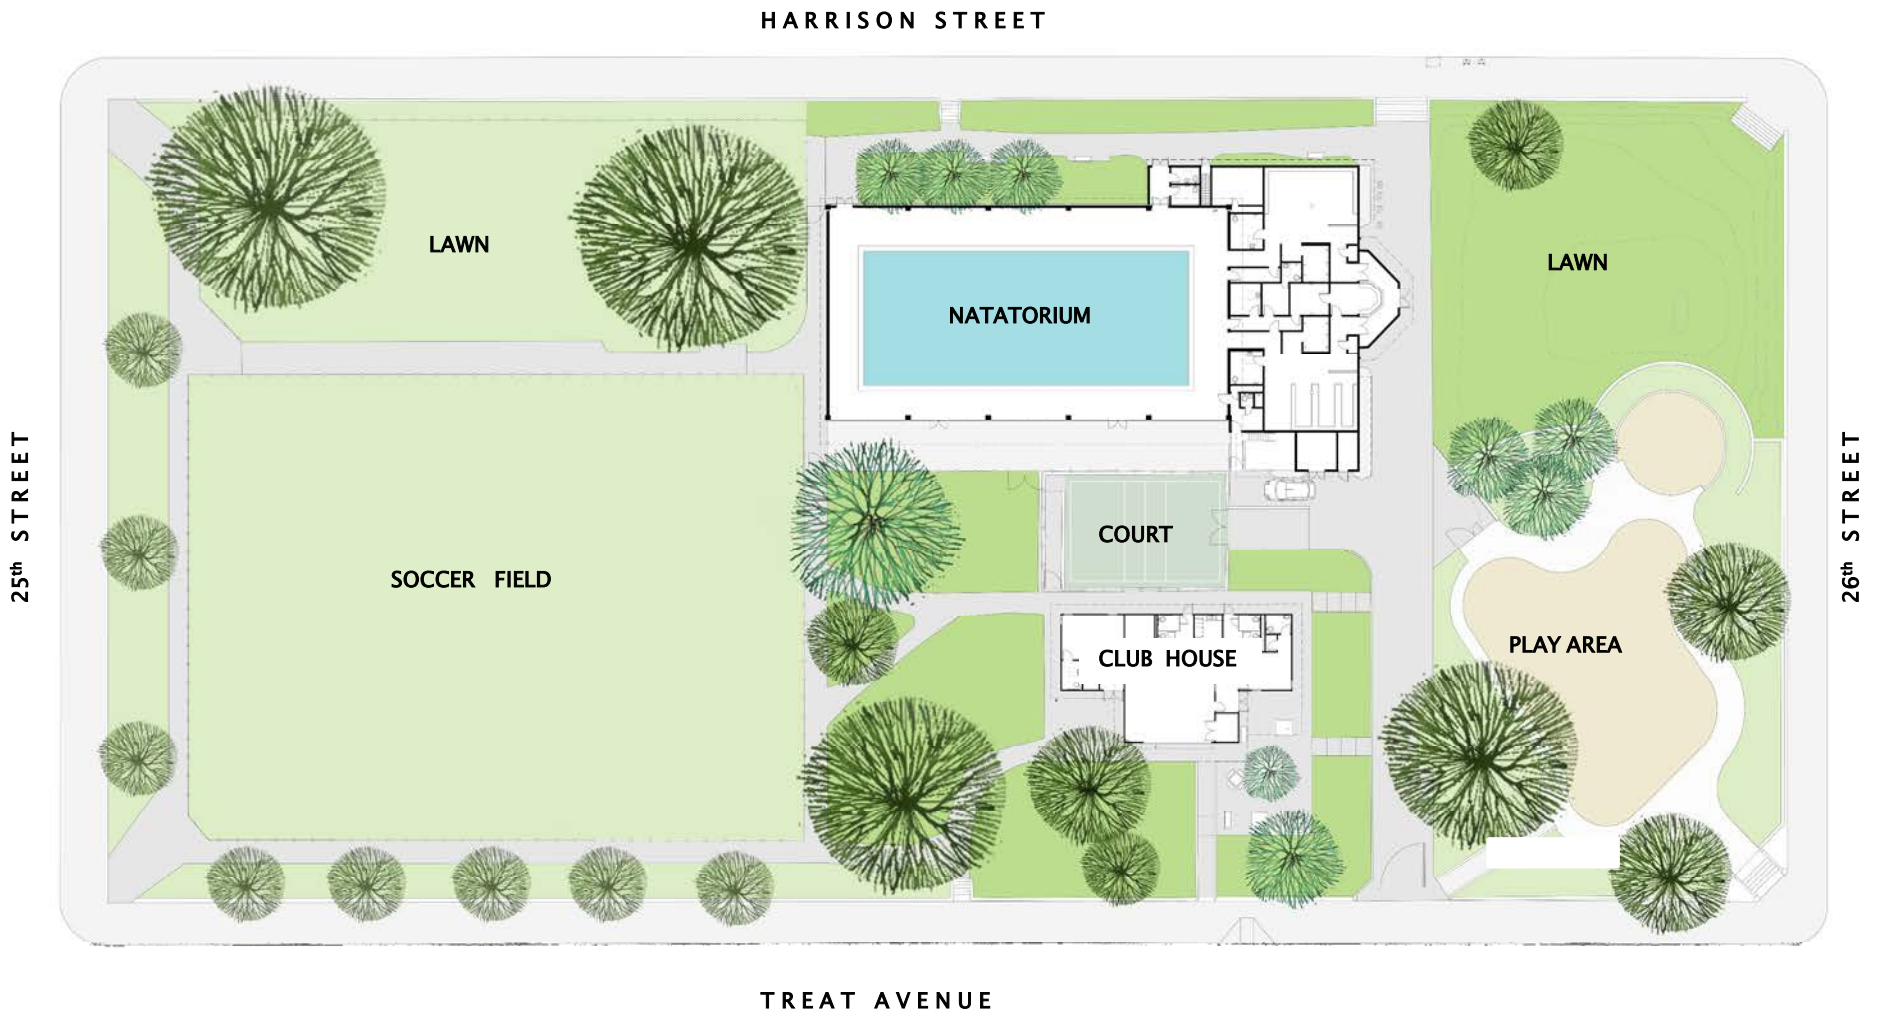 HARRISON STREET
LAWN
LAWN
NATATORIUM
25th STREET
26th STREET
COURT
SOCCER FIELD
PLAY AREA
CLUB HOUSE
TREAT AVENUE